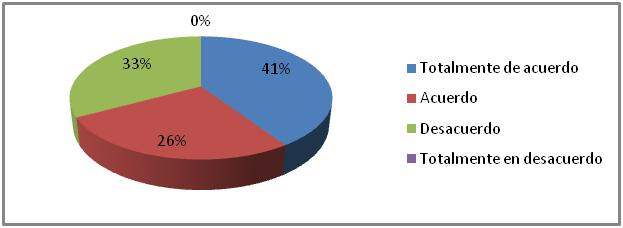 0%
33%
41%
26%
Totalmente de acuerdo
Acuerdo
Desacuerdo
Totalmente en desacuerdo